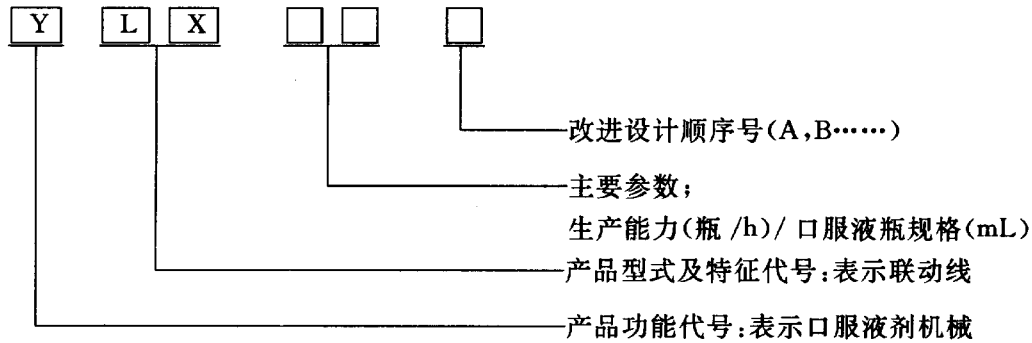 Y L X □ □ □
改进设计顺序号(A,B……)
主要参数；
生产能力(瓶/h)/口服液瓶规格(mL)
产品型式及特征代号:表示联动线
产品功能代号:表示口服液剂机械